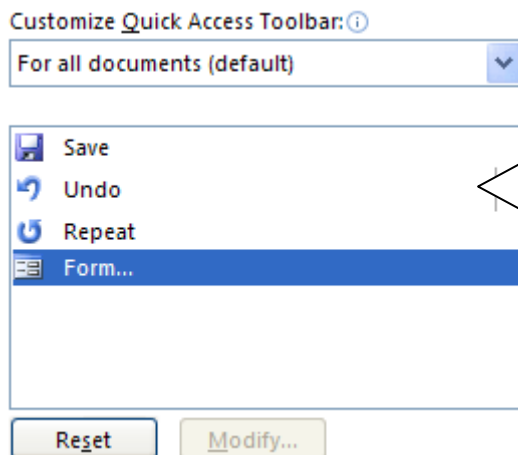 Customize Quick Access Toolbar:
For all documents (default)
Save
Undo
Repeat
Form...
Reset
Modify...